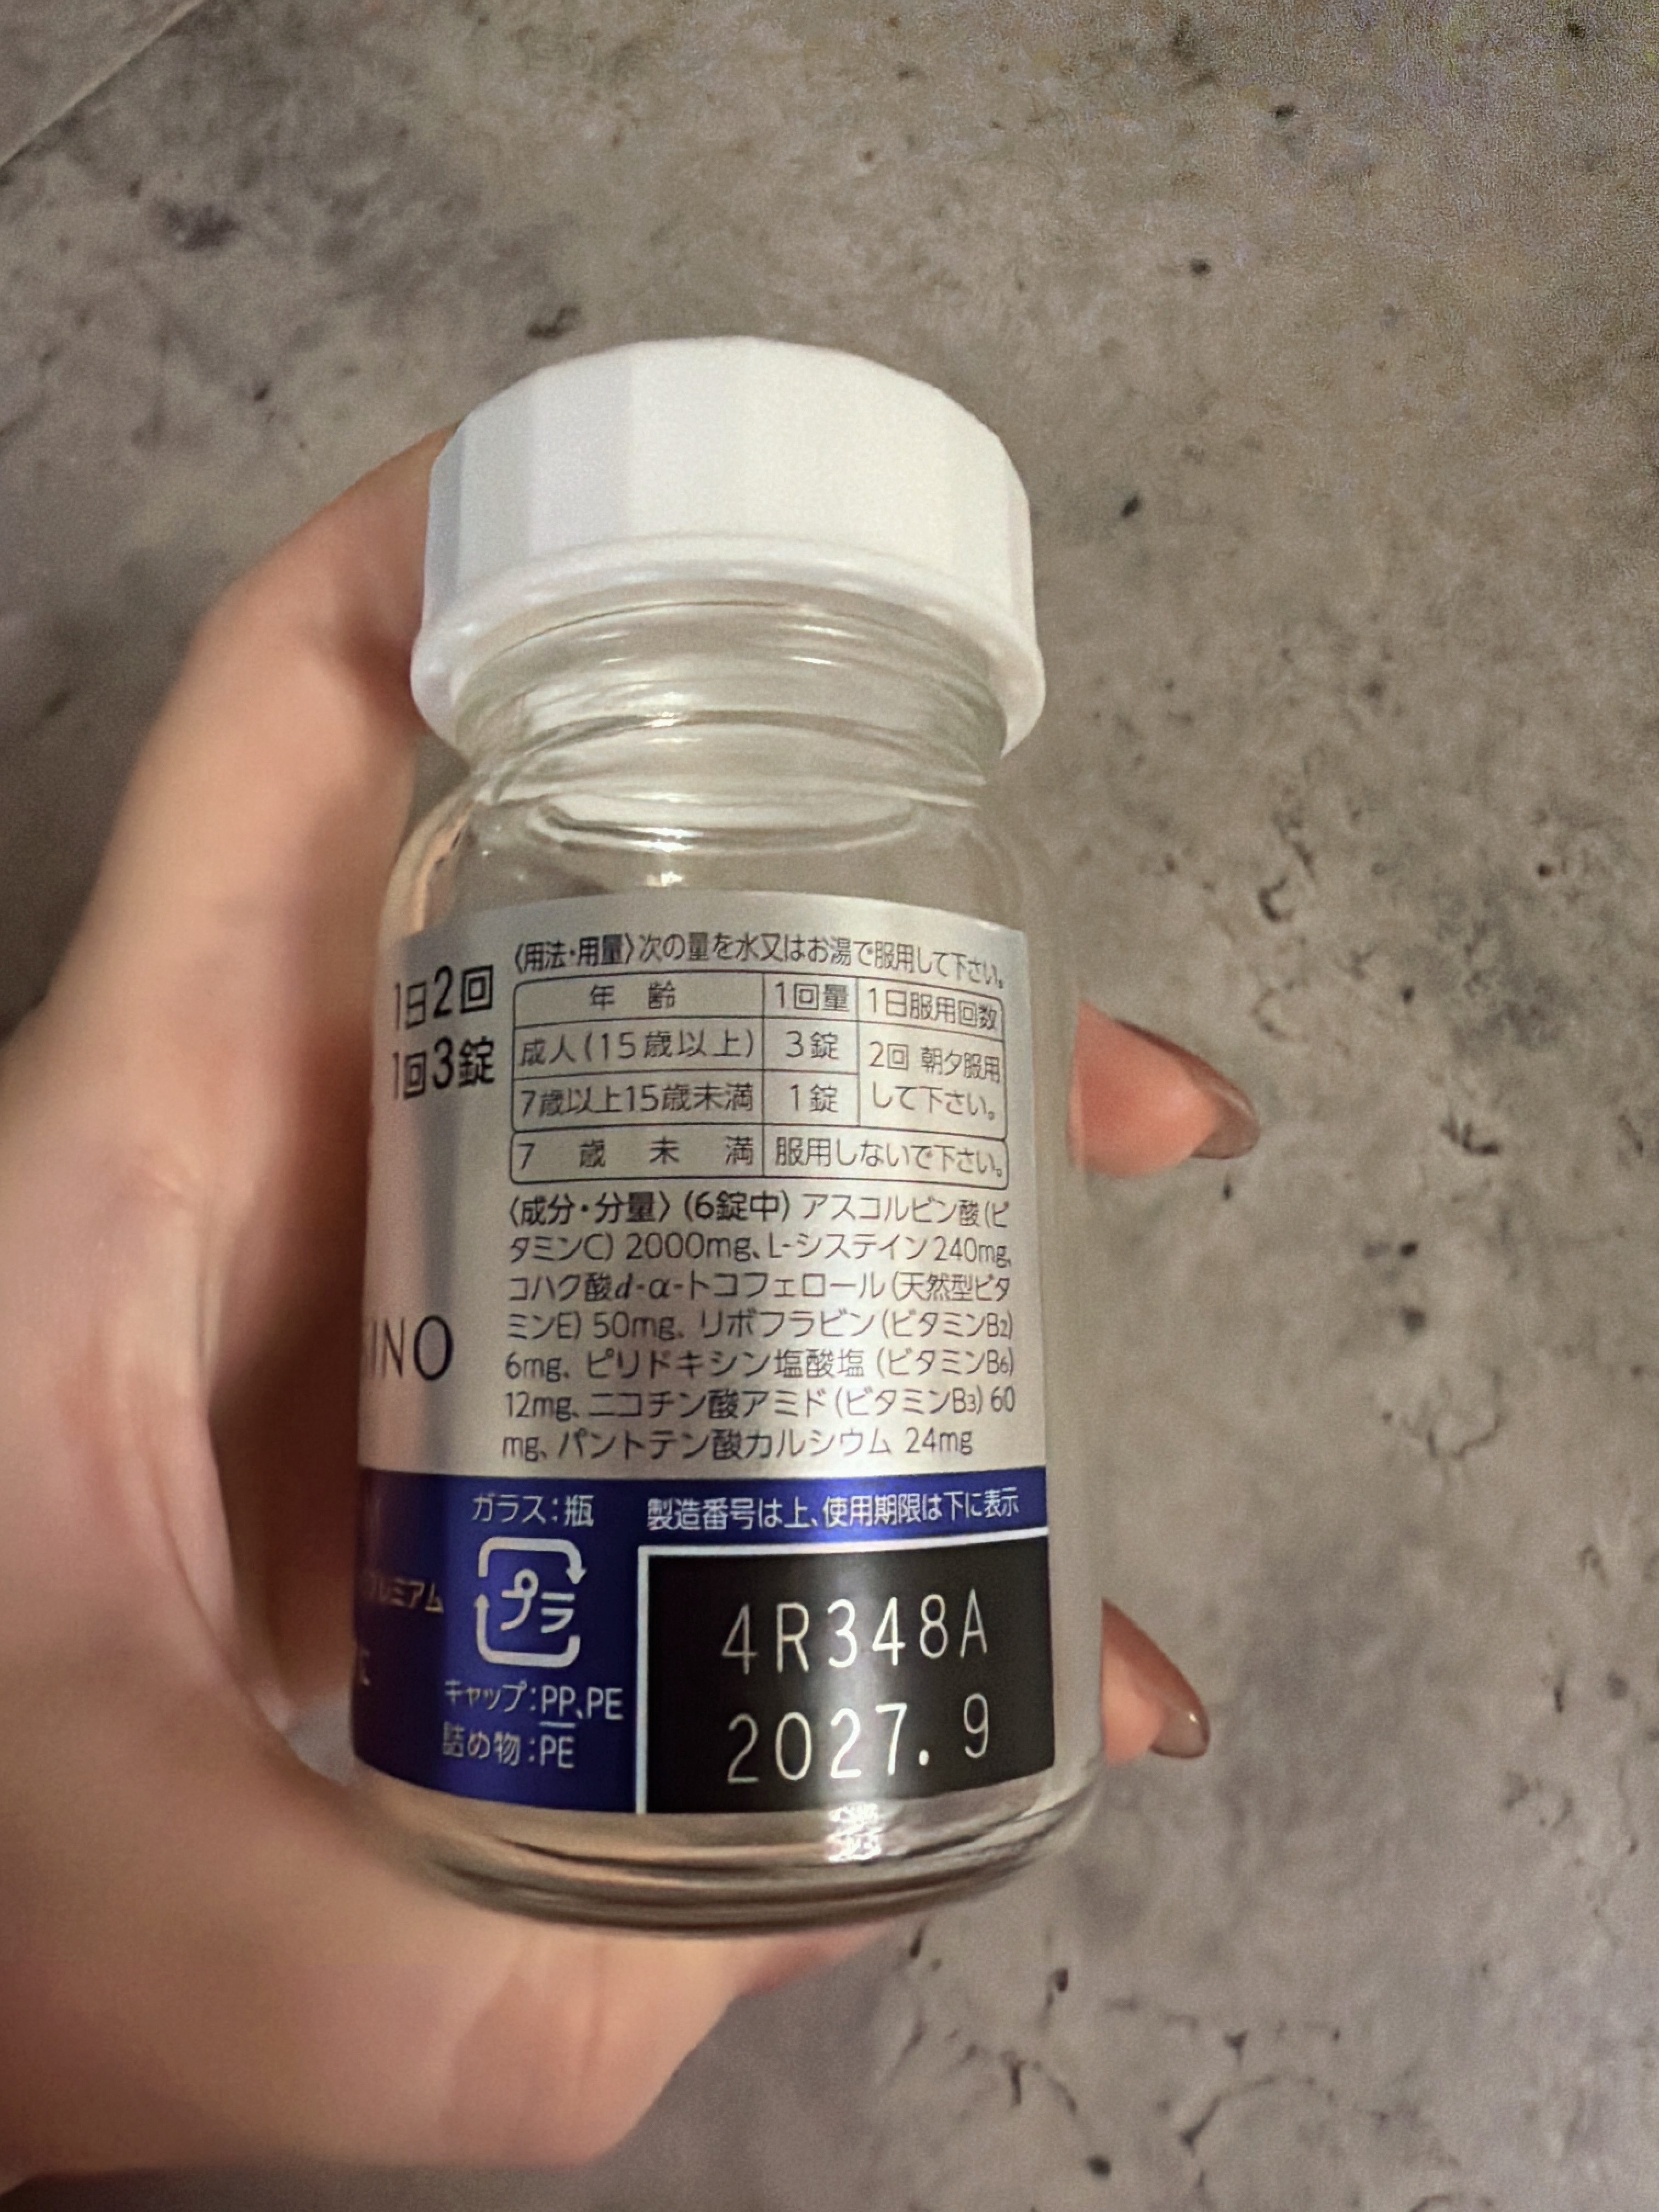 1日2回
1回3錠
INO
プレミアム
〈用法・用量〉次の量を水又はお湯で服用して下さい。
年 齢 1回量 1日服用回数
成人(15歳以上) 3錠 2回 朝夕服用
7歳以上15歳未満 1錠 して下さい。
7 歳 未 満 服用しないで下さい。
〈成分・分量〉(6錠中)アスコルビン酸(ビ
タミンC) 2000mg、L-システイン240mg、
コハク酸d-α-トコフェロール(天然型ビタ
ミンE) 50mg、リボフラビン(ビタミンB2)
6mg、ピリドキシン塩酸塩(ビタミンB6)
12mg、ニコチン酸アミド(ビタミンB3) 60
mg、パントテン酸カルシウム 24mg
ガラス:瓶
プラ
キャップ:PP、PE
詰め物:PE
製造番号は上、使用期限は下に表示
4R348A
2027. 9